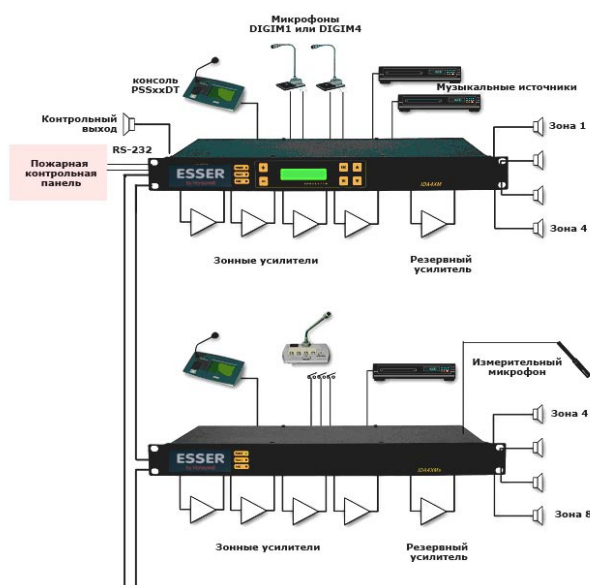 Микрофоны
DIGIM1 или DIGIM4
консоль
PSSxxDT
Музыкальные источники
Контрольный
выход
Зона 1
RS-232
Пожарная
контрольная
панель
ESSER
by Honeywell
IDA4XM
Зона 4
Зонные усилители
Резервный
усилитель
Измерительный
микрофон
Зона 4
ESSER
by Honeywell
IDA4XMs
Зона 8
Зонные усилители
Резервный
усилитель